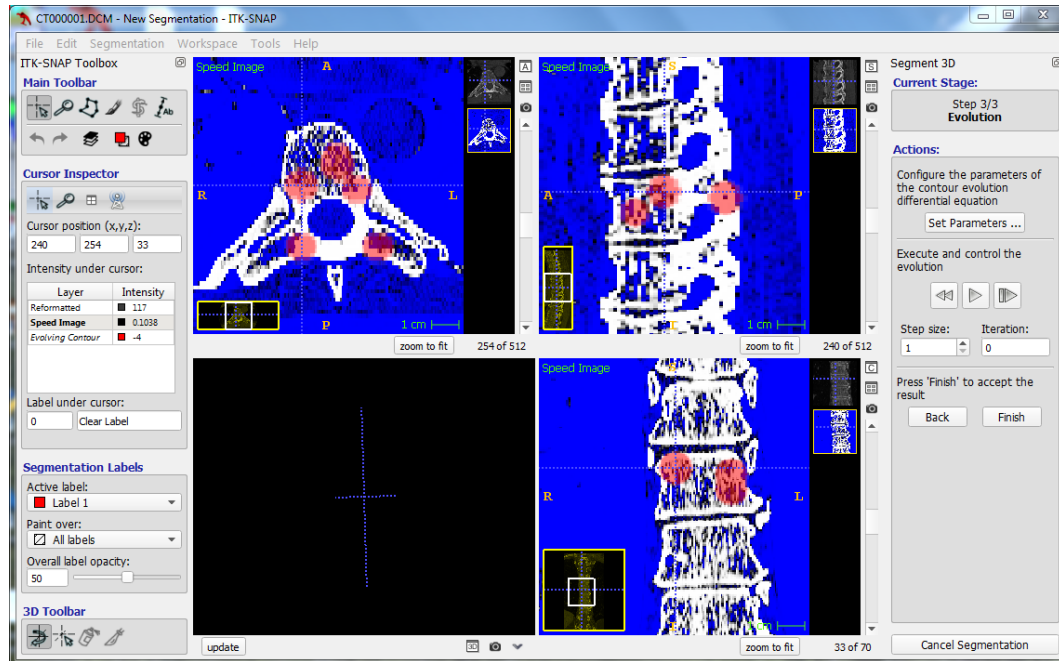 CT000001.DCM - New Segmentation - ITK-SNAP
File Edit Segmentation Workspace Tools Help
ITK-SNAP Toolbox
Main Toolbar
Ab
Cursor Inspector
Cursor position (x,y,z):
240 254 33
Intensity under cursor:
Layer Intensity
Reformatted 117
Speed Image 0.1038
Evolving Contour -4
Label under cursor:
0 Clear Label
Segmentation Labels
Active label:
Label 1
Paint over:
All labels
Overall label opacity:
50
3D Toolbar
Speed Image
A
R
L
P
1 cm
A
zoom to fit 254 of 512
Speed Image
S
A
P
I
1 cm
S
zoom to fit 240 of 512
update
3D
Speed Image
S
R
L
I
1 cm
C
zoom to fit 33 of 70
Segment 3D
Current Stage:
Step 3/3
Evolution
Actions:
Configure the parameters of
the contour evolution
differential equation
Set Parameters ...
Execute and control the
evolution
Step size: Iteration:
1 0
Press 'Finish' to accept the
result
Back Finish
Cancel Segmentation